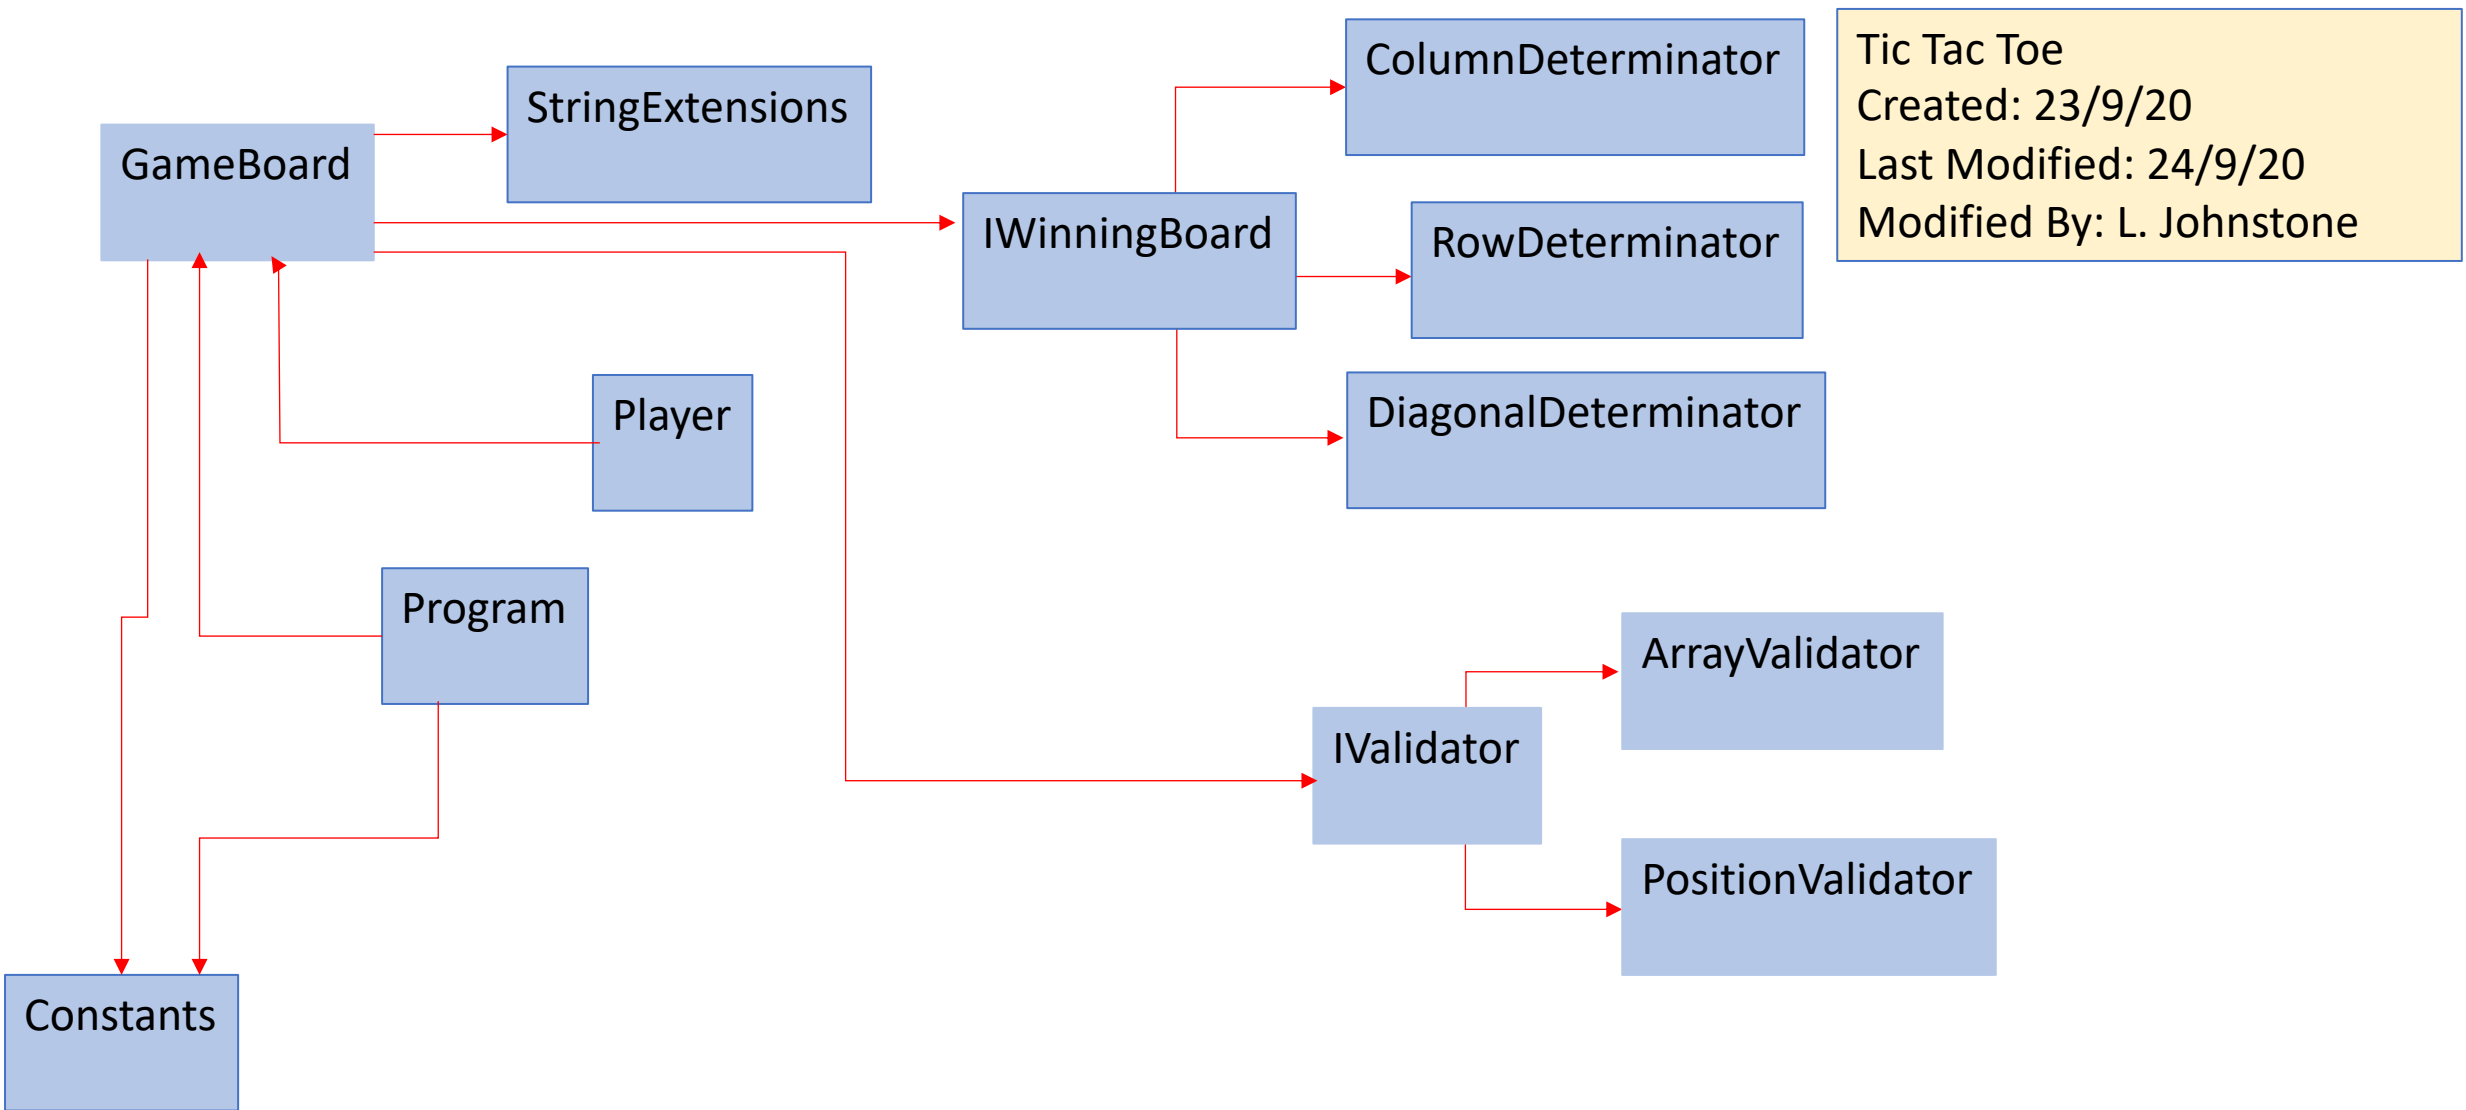 GameBoard
StringExtensions
IWinningBoard
ColumnDeterminator
RowDeterminator
DiagonalDeterminator
Tic Tac Toe
Created: 23/9/20
Last Modified: 24/9/20
Modified By: L. Johnstone
Player
Program
IValidator
ArrayValidator
PositionValidator
Constants